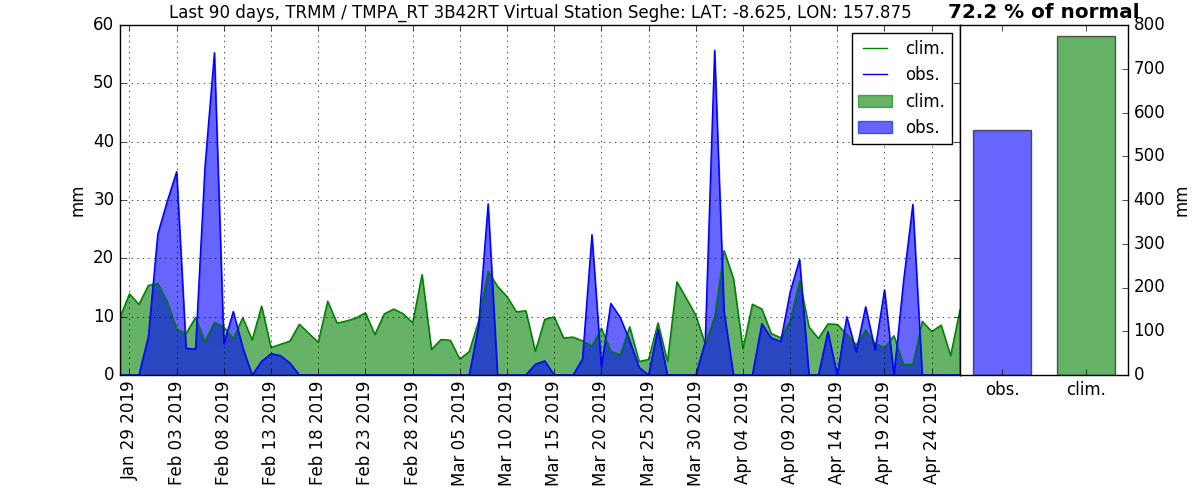 Last 90 days, TRMM / TMPA_RT 3B42RT Virtual Station Seghe: LAT: -8.625, LON: 157.875
72.2 % of normal
60
50
40
30
20
10
0
mm
clim.
obs.
clim.
obs.
Jan 29 2019
Feb 03 2019
Feb 08 2019
Feb 13 2019
Feb 18 2019
Feb 23 2019
Feb 28 2019
Mar 05 2019
Mar 10 2019
Mar 15 2019
Mar 20 2019
Mar 25 2019
Mar 30 2019
Apr 04 2019
Apr 09 2019
Apr 14 2019
Apr 19 2019
Apr 24 2019
800
700
600
500
400
300
200
100
0
mm
obs.
clim.